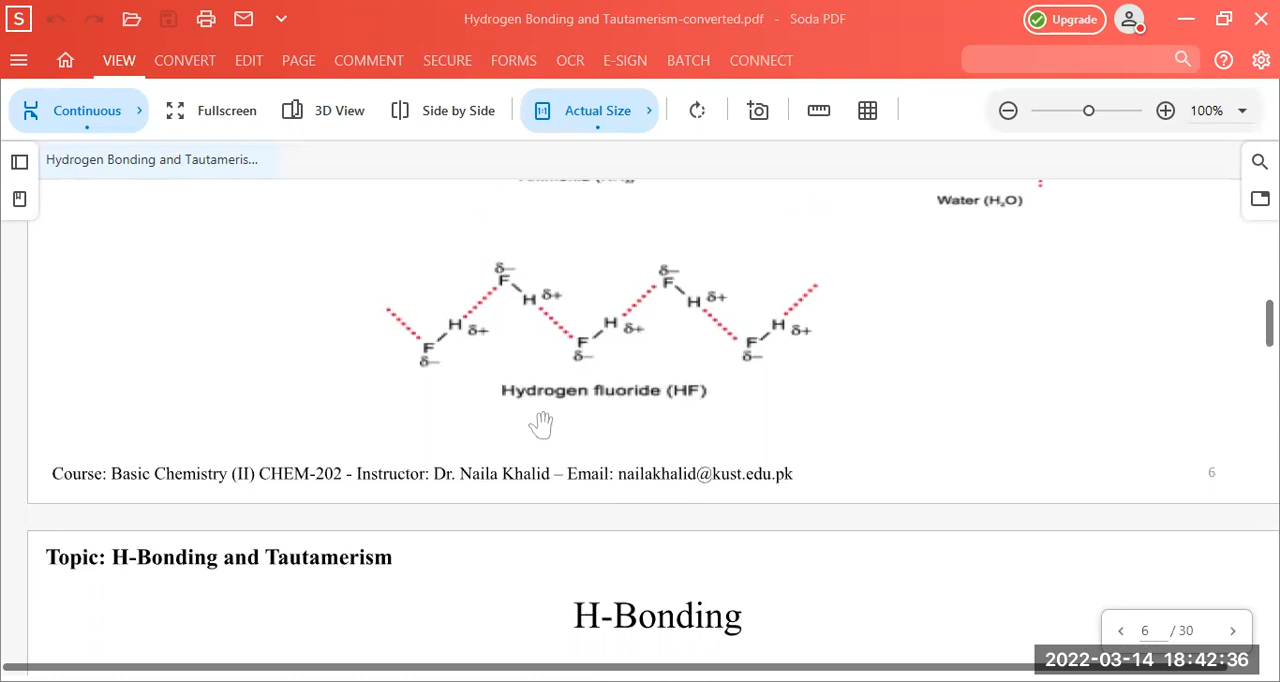 S
Hydrogen Bonding and Tautamerism-converted.pdf - Soda PDF
Upgrade
VIEW CONVERT EDIT PAGE COMMENT SECURE FORMS OCR E-SIGN BATCH CONNECT
Continuous Fullscreen 3D View Side by Side Actual Size 100%
Hydrogen Bonding and Tautameris...
Water (H₂O)
δ– δ–
F F
H δ+ H δ+
H δ+ H δ+ H δ+
F F F
δ– δ– δ–
Hydrogen fluoride (HF)
Course: Basic Chemistry (II) CHEM-202 - Instructor: Dr. Naila Khalid – Email: nailakhalid@kust.edu.pk
6
Topic: H-Bonding and Tautamerism
H-Bonding
6 / 30
2022-03-14 18:42:36